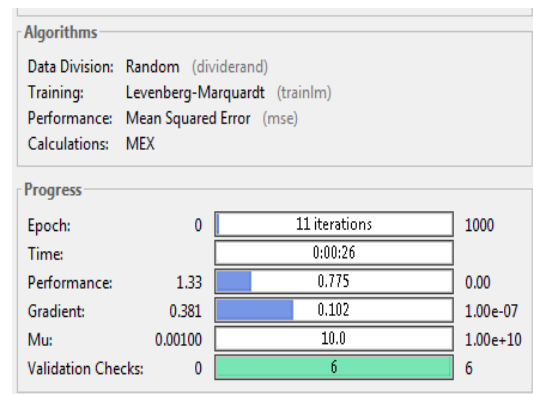 Algorithms
Data Division: Random (dividerand)
Training: Levenberg-Marquardt (trainlm)
Performance: Mean Squared Error (mse)
Calculations: MEX
Progress
Epoch: 0 11 iterations 1000
Time: 0:00:26
Performance: 1.33 0.775 0.00
Gradient: 0.381 0.102 1.00e-07
Mu: 0.00100 10.0 1.00e+10
Validation Checks: 0 6 6